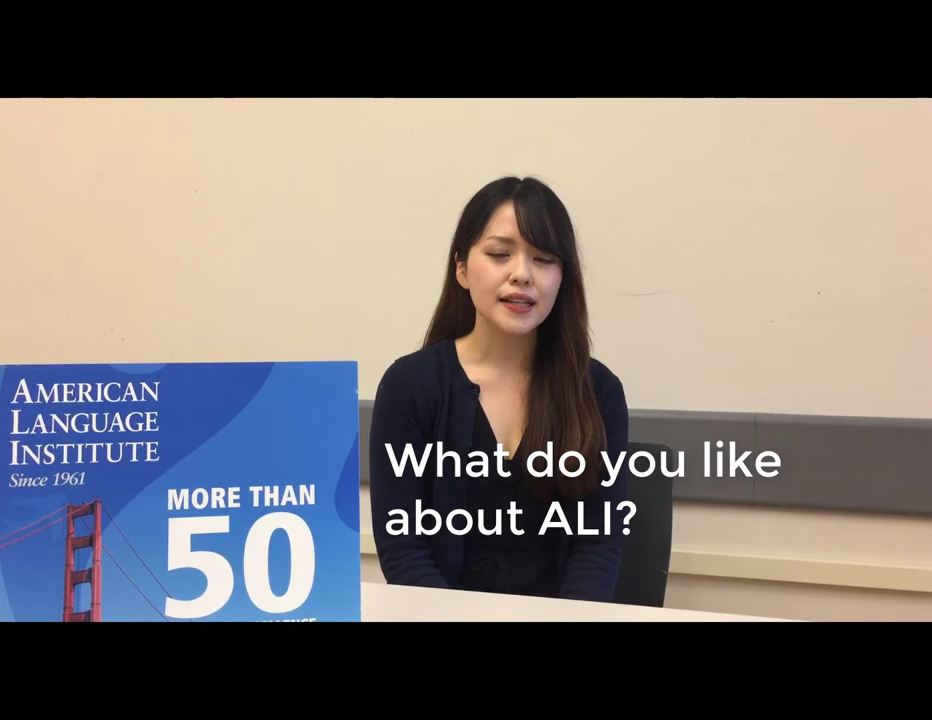 AMERICAN
LANGUAGE
INSTITUTE
Since 1961
MORE THAN
50
What do you like
about ALI?